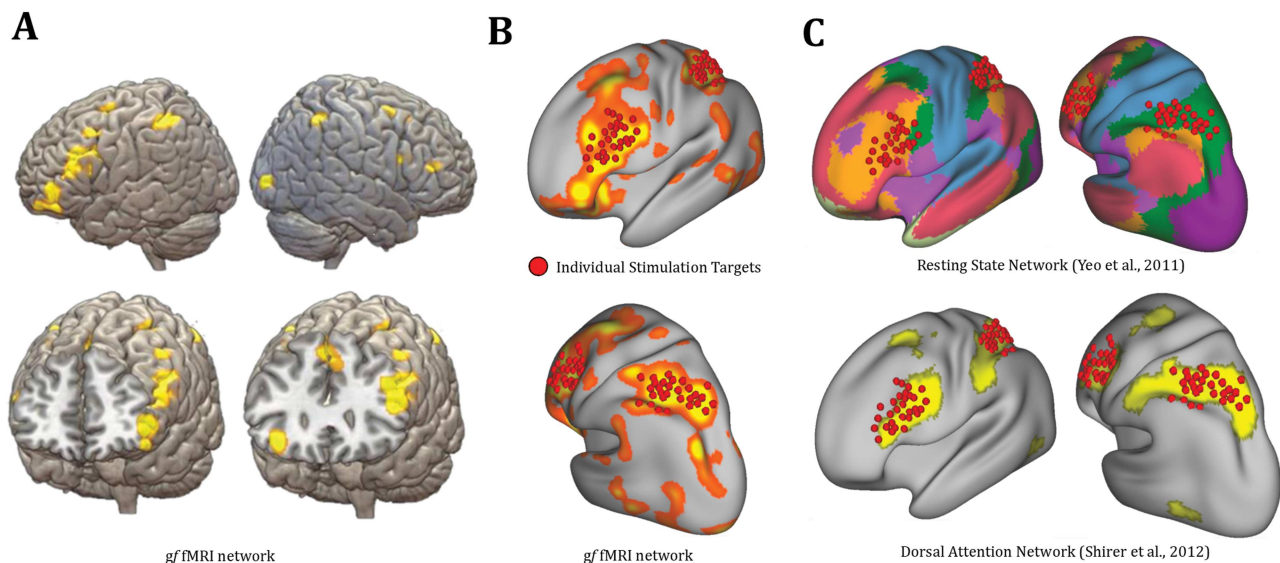 A
B
C
Individual Stimulation Targets
Resting State Network (Yeo et al., 2011)
gf fMRI network
gf fMRI network
Dorsal Attention Network (Shirer et al., 2012)